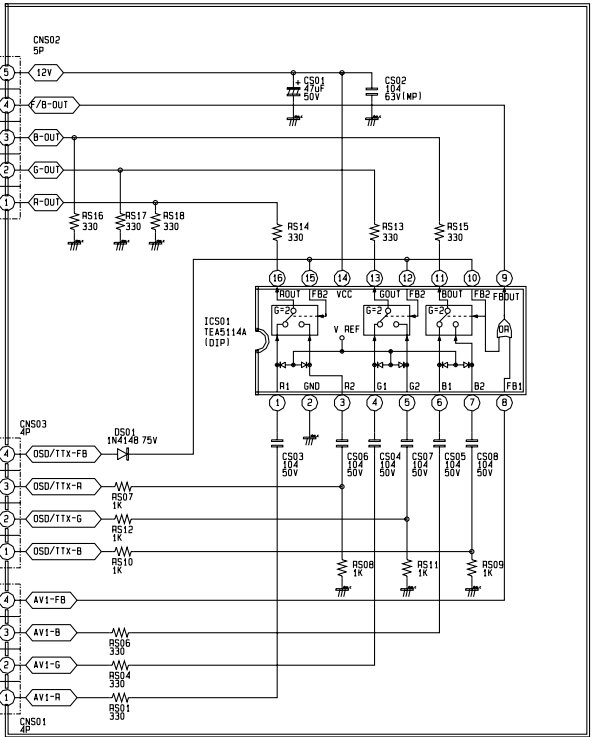 CNS02
5P
5 12V
4 F/B-OUT
3 B-OUT
2 G-OUT
1 R-OUT
+ CS01
47uF
50V
CS02
104
63V(MP)
RS16
330
RS17
330
RS18
330
RS14
330
RS13
330
RS15
330
16 15 14 13 12 11 10 9
ROUT FB2 VCC GOUT FB2 BOUT FB2 FBOUT
ICS01
TEA5114A
(DIP)
G=2 G=2 G=2
OR
V REF
R1 GND R2 G1 G2 B1 B2 FB1
1 2 3 4 5 6 7 8
CNS03
4P
4 OSD/TTX-FB
DS01
1N4148 75V
3 OSD/TTX-R
RS07
1K
2 OSD/TTX-G
RS12
1K
1 OSD/TTX-B
RS10
1K
CS03
104
50V
CS06
104
50V
CS04
104
50V
CS07
104
50V
CS05
104
50V
CS08
104
50V
RS08
1K
RS11
1K
RS09
1K
4 AV1-FB
3 AV1-B
RS06
330
2 AV1-G
RS04
330
1 AV1-R
RS01
330
CNS01
4P